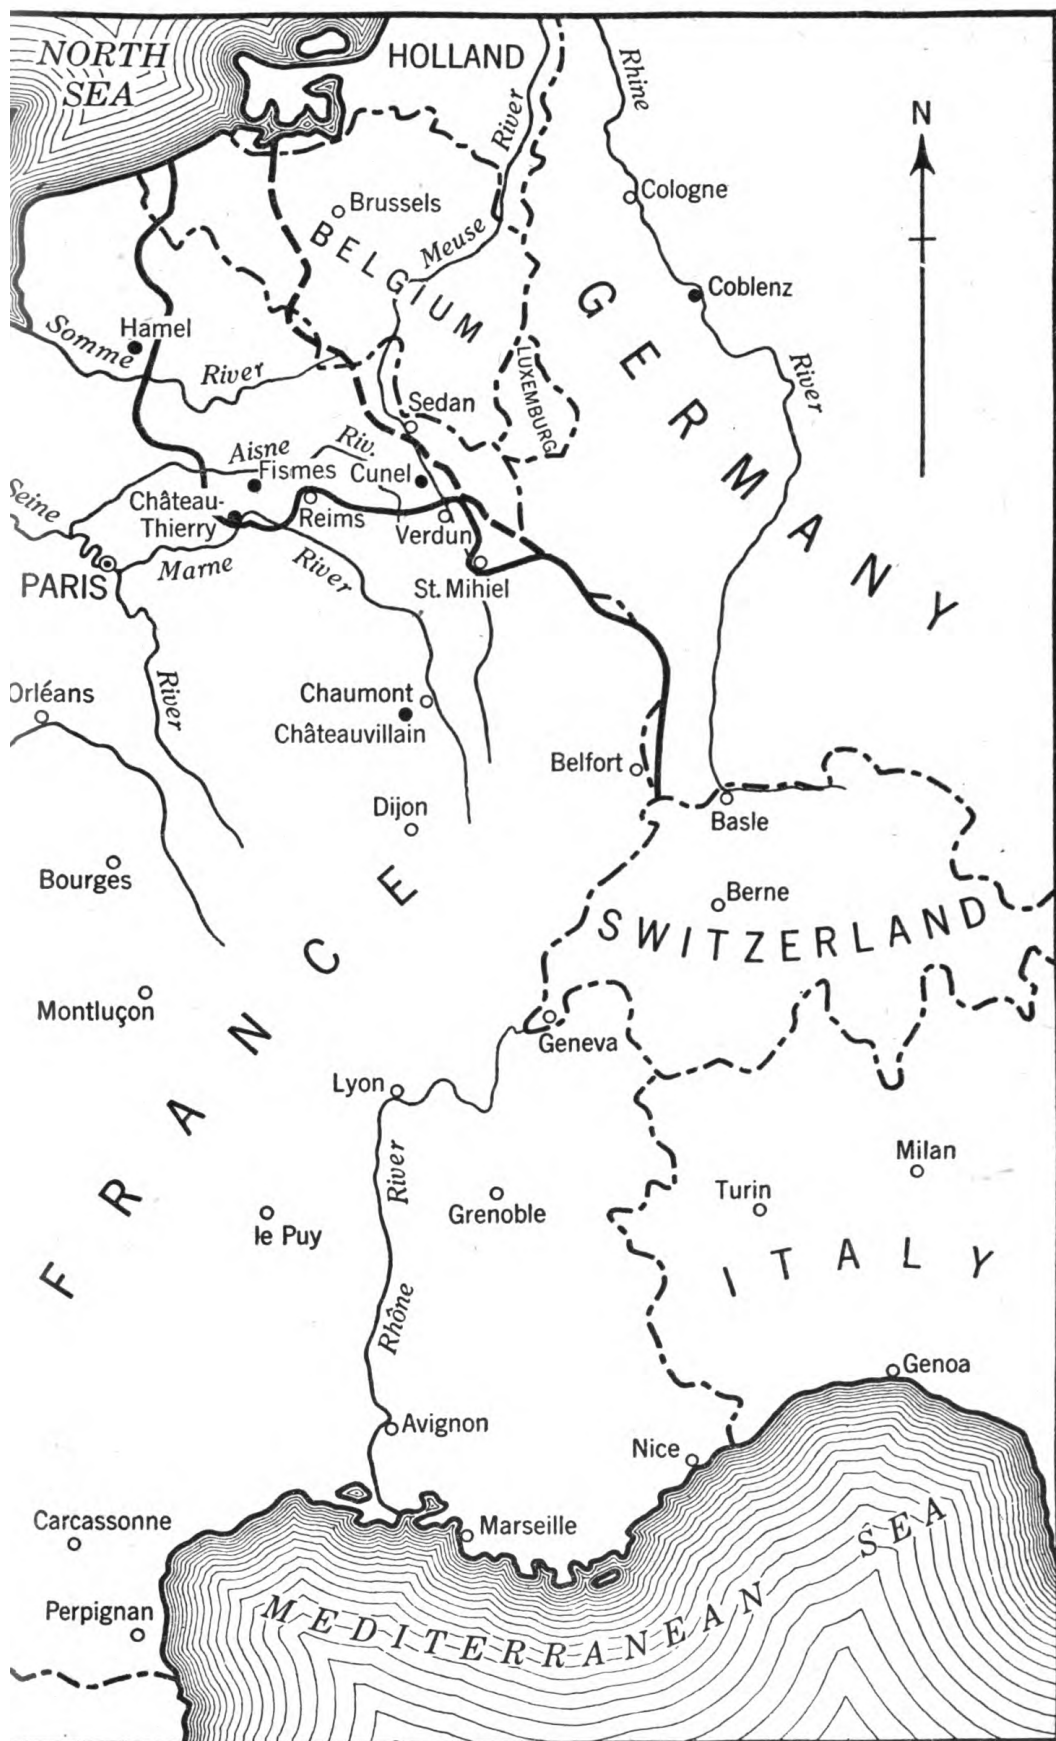 NORTH
SEA
HOLLAND
River
Rhine
N
Cologne
Brussels
BELGIUM
Meuse
Coblenz
GERMANY
Somme
Hamel
River
River
LUXEMBURG
Sedan
Aisne
Riv.
Fismes
Cunel
Seine
Château-
Thierry
Reims
Verdun
PARIS
Marne
River
St. Mihiel
Orléans
River
Chaumont
Châteauvillain
Belfort
Dijon
Basle
Bourges
Berne
SWITZERLAND
FRANCE
Montluçon
Geneva
Lyon
River
Milan
Turin
Grenoble
le Puy
ITALY
Rhône
Genoa
Avignon
Nice
Carcassonne
Marseille
Perpignan
MEDITERRANEAN SEA